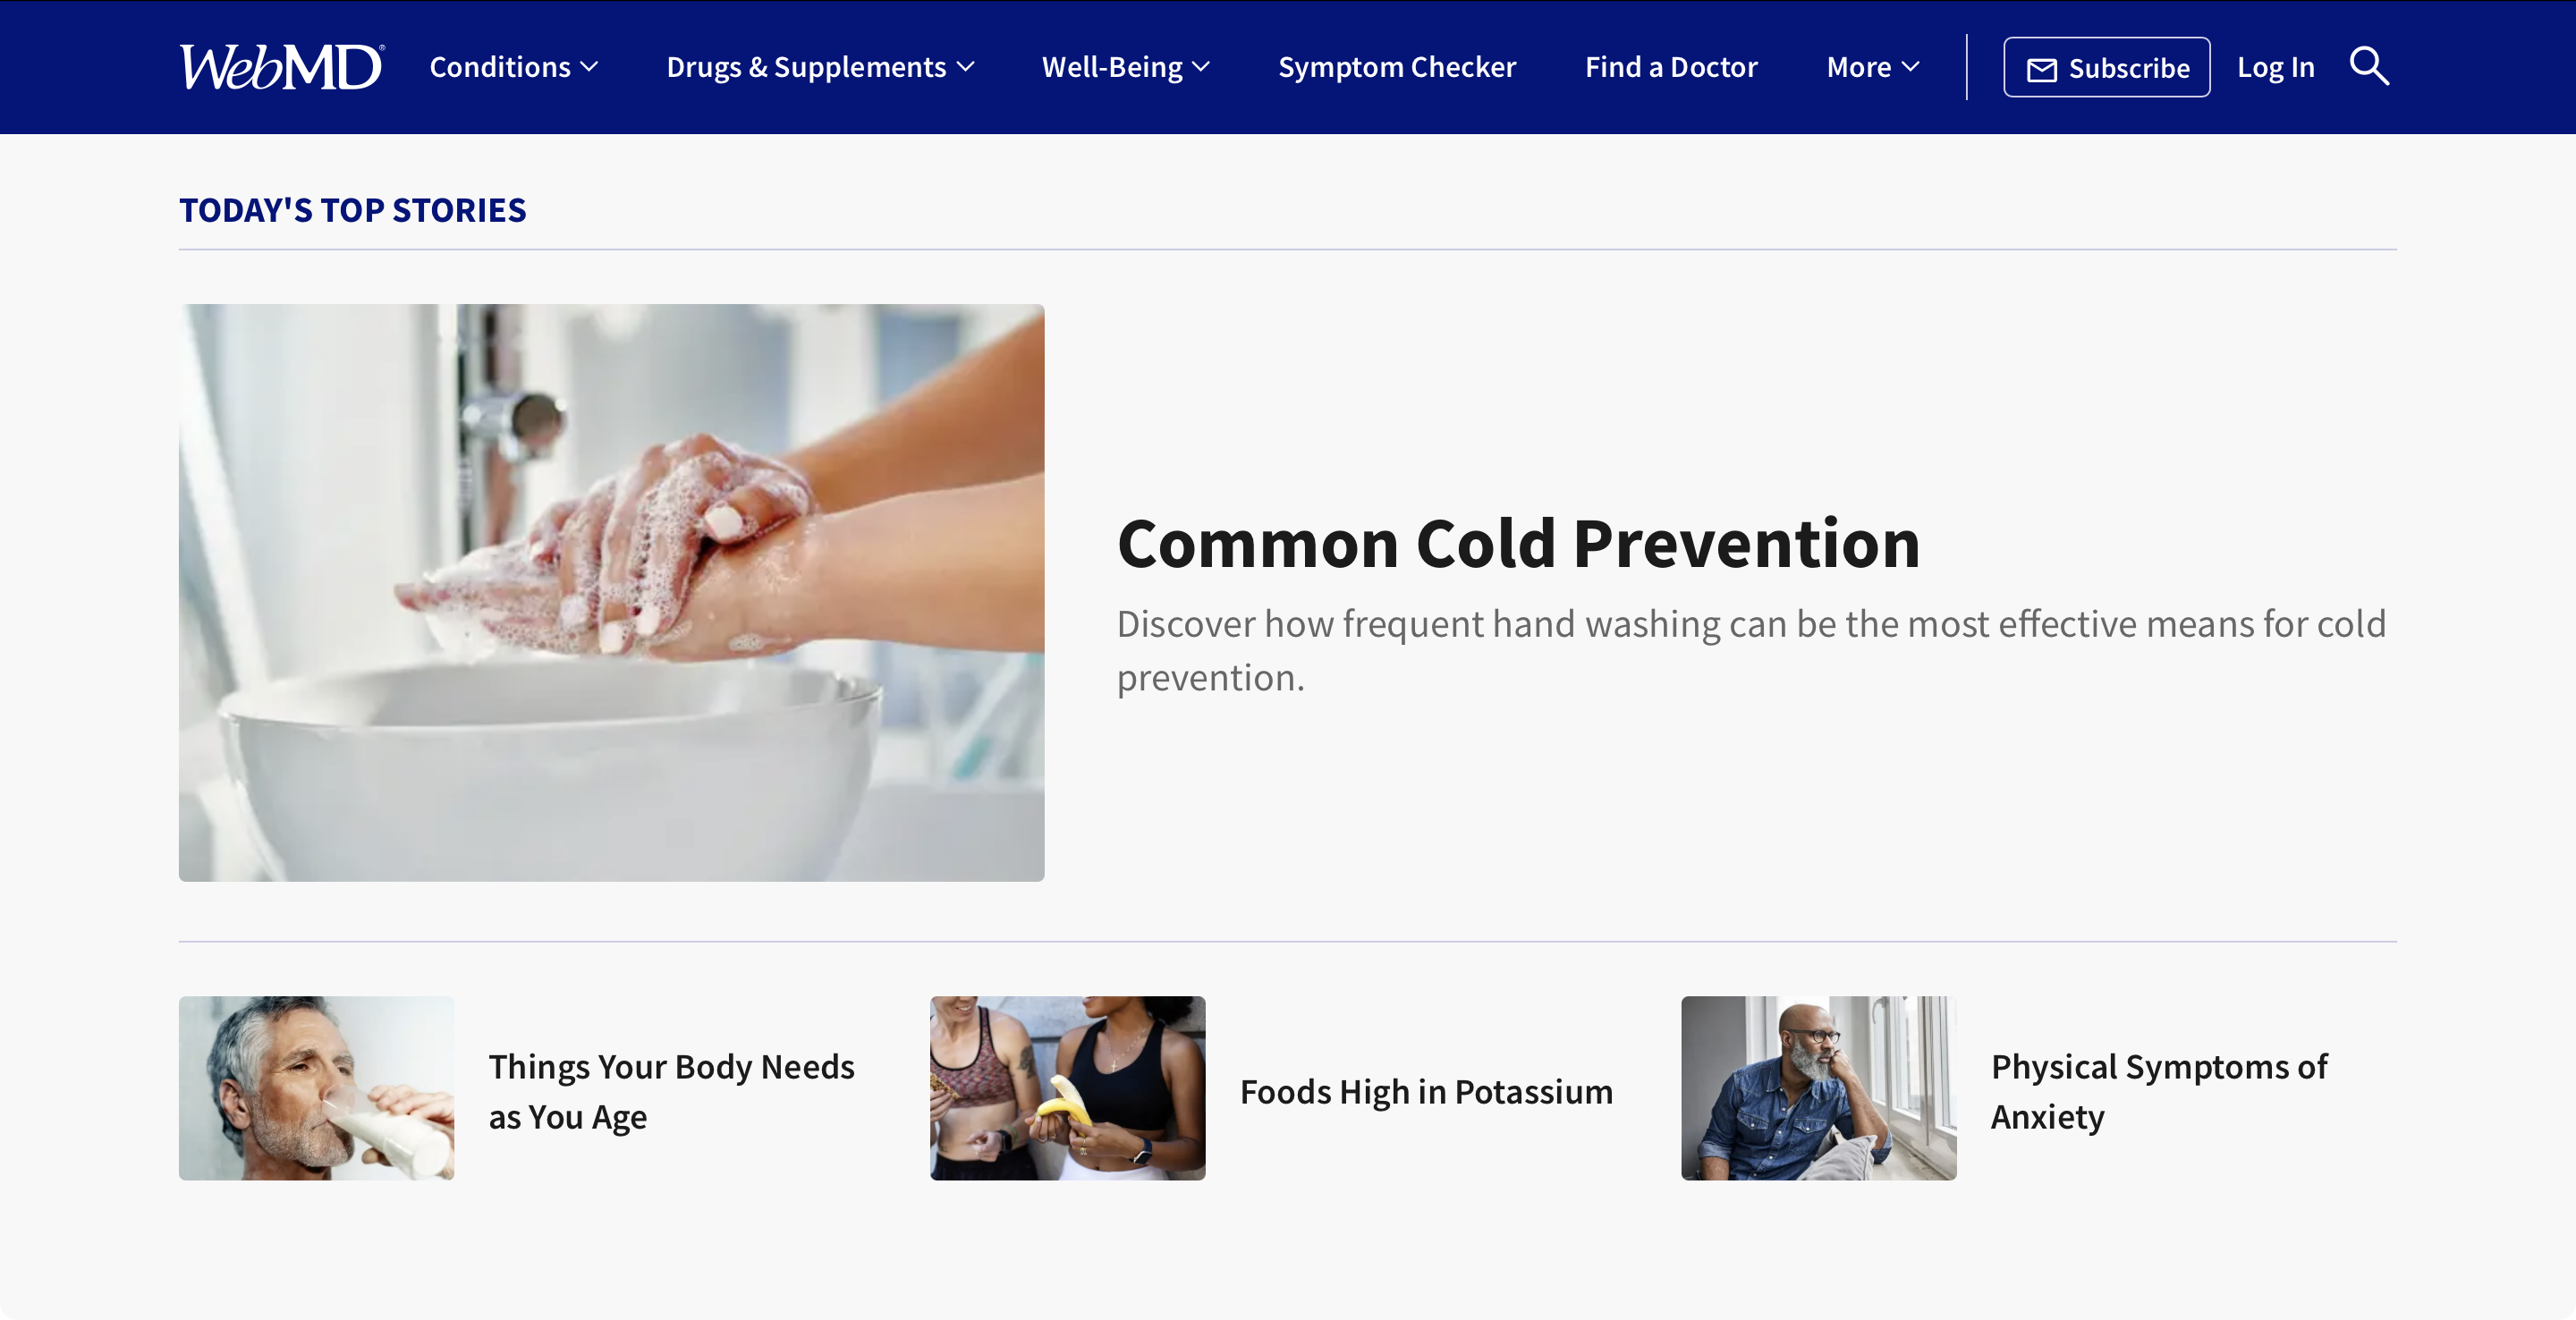 WebMD®
Conditions
Drugs & Supplements
Well-Being
Symptom Checker
Find a Doctor
More
Subscribe
Log In
TODAY'S TOP STORIES
Common Cold Prevention
Discover how frequent hand washing can be the most effective means for cold
prevention.
Things Your Body Needs
as You Age
Foods High in Potassium
Physical Symptoms of
Anxiety